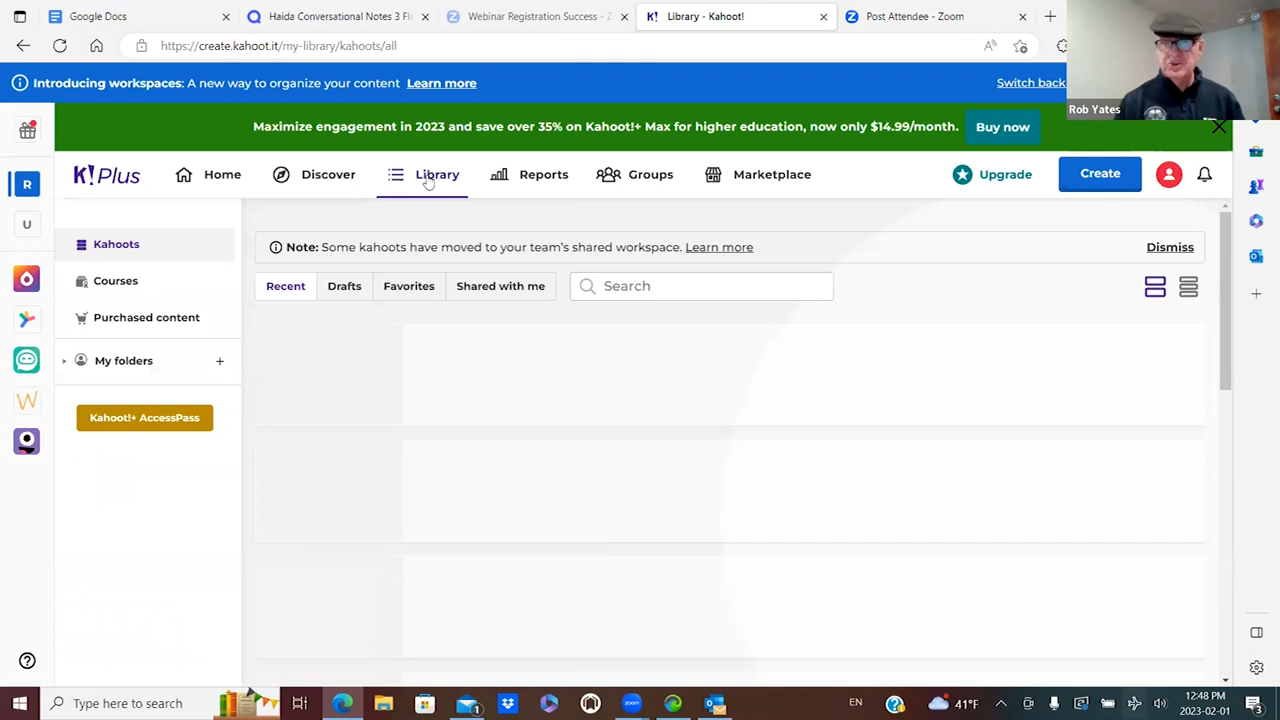 Google Docs
Haida Conversational Notes 3 Fl
Webinar Registration Success - Z
Library - Kahoot!
Post Attendee - Zoom
https://create.kahoot.it/my-library/kahoots/all
Introducing workspaces: A new way to organize your content Learn more
Switch back
Rob Yates
Maximize engagement in 2023 and save over 35% on Kahoot!+ Max for higher education, now only $14.99/month.
Buy now
K!Plus
Home
Discover
Library
Reports
Groups
Marketplace
Upgrade
Create
R
U
Kahoots
Courses
Purchased content
My folders
Kahoot!+ AccessPass
Note: Some kahoots have moved to your team's shared workspace. Learn more
Dismiss
Recent
Drafts
Favorites
Shared with me
Search
Type here to search
EN
41°F
12:48 PM
2023-02-01